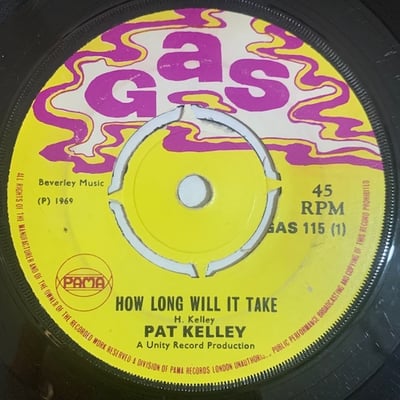 Gas
Beverley Music
(P) 1969
45
RPM
GAS 115 (1)
PAMA
HOW LONG WILL IT TAKE
H. Kelley
PAT KELLEY
A Unity Record Production
ALL RIGHTS OF THE MANUFACTURER AND OF THE OWNER OF THE RECORDED WORK RESERVED A DIVISION OF PAMA RECORDS LONDON UNAUTHORIS PUBLIC PERFORMANCE BROADCASTING AND COPYING OF THIS RECORD PROHIBITED